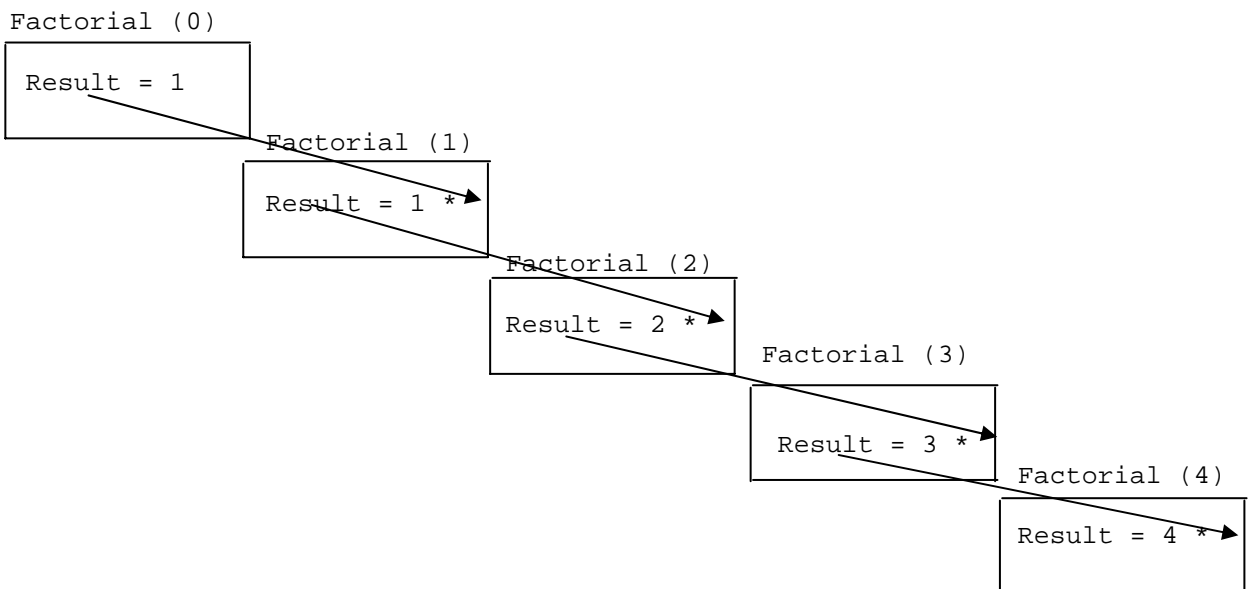 Factorial (0)
Result = 1
Factorial (1)
Result = 1 *
Factorial (2)
Result = 2 *
Factorial (3)
Result = 3 *
Factorial (4)
Result = 4 *